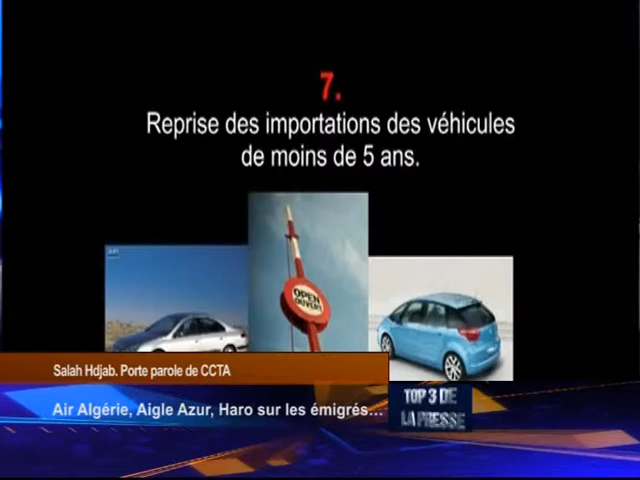 7.
Reprise des importations des véhicules
de moins de 5 ans.
OPEN
OUVERT
Salah Hdjab. Porte parole de CCTA
Air Algérie, Aigle Azur, Haro sur les émigrés...
TOP 3 DE
LA PRESSE